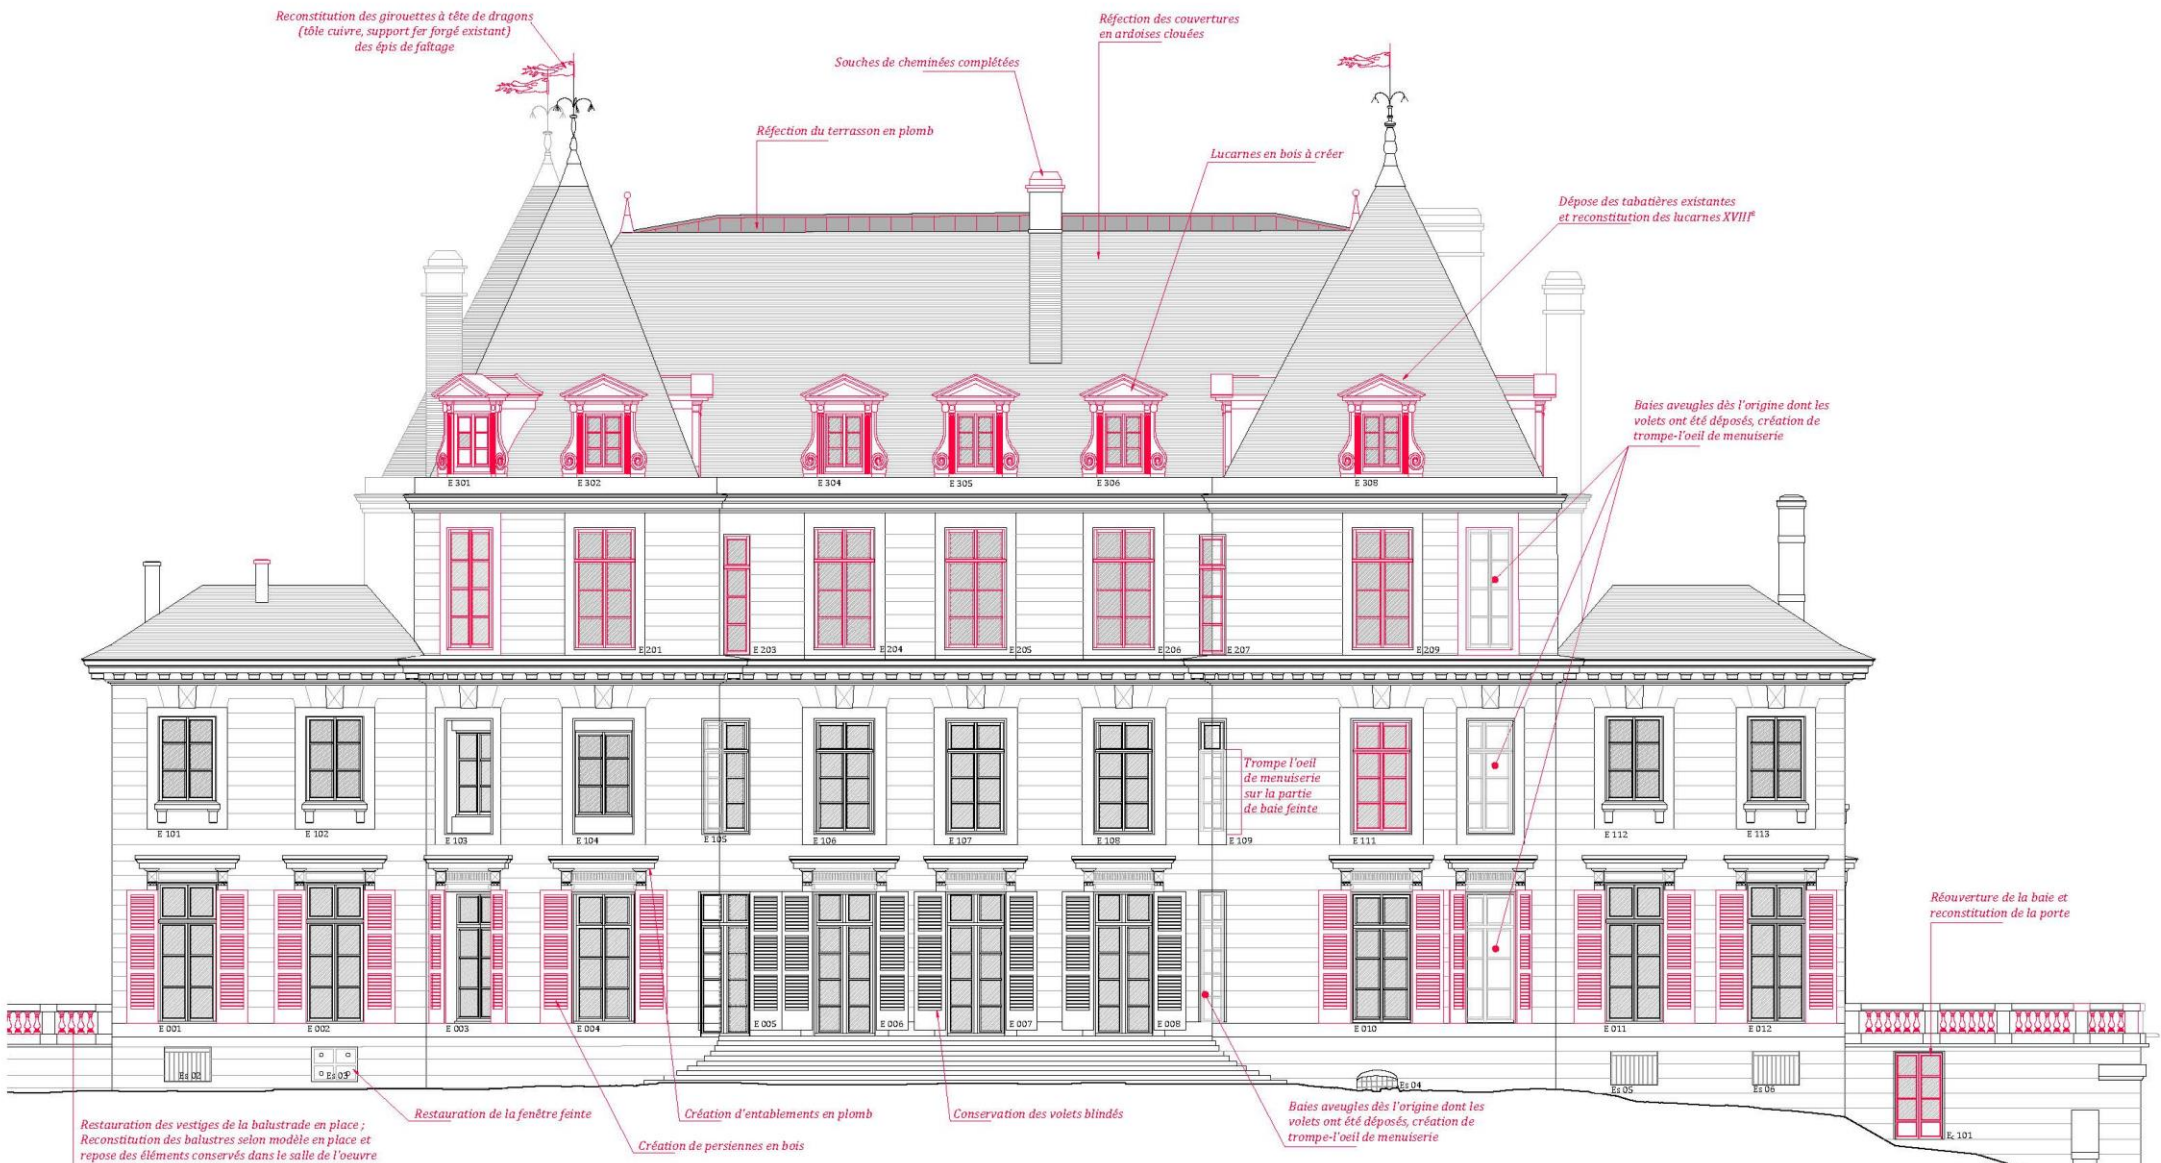 Reconstitution des girouettes à tête de dragons
(tôle cuivre, support fer forgé existant)
des épis de faîtage
Réfection des couvertures
en ardoises clouées
Souches de cheminées complétées
Réfection du terrasson en plomb
Lucarnes en bois à créer
Dépose des tabatières existantes
et reconstitution des lucarnes XVIIIᵉ
Baies aveugles dès l'origine dont les
volets ont été déposés, création de
trompe-l'oeil de menuiserie
E 301
E 302
E 304
E 305
E 306
E 308
E 201
E 203
E 204
E 205
E 206
E 207
E 209
Trompe l'oeil
de menuiserie
sur la partie
de baie feinte
E 101
E 102
E 103
E 104
E 105
E 106
E 107
E 108
E 109
E 111
E 112
E 113
Réouverture de la baie et
reconstitution de la porte
E 001
E 002
E 003
E 004
E 005
E 006
E 007
E 008
E 010
E 011
E 012
Es 02
Es 03
Es 04
Es 05
Es 06
E. 101
Restauration des vestiges de la balustrade en place ;
Reconstitution des balustres selon modèle en place et
repose des éléments conservés dans le salle de l'oeuvre
Restauration de la fenêtre feinte
Création d'entablements en plomb
Création de persiennes en bois
Conservation des volets blindés
Baies aveugles dès l'origine dont les
volets ont été déposés, création de
trompe-l'oeil de menuiserie